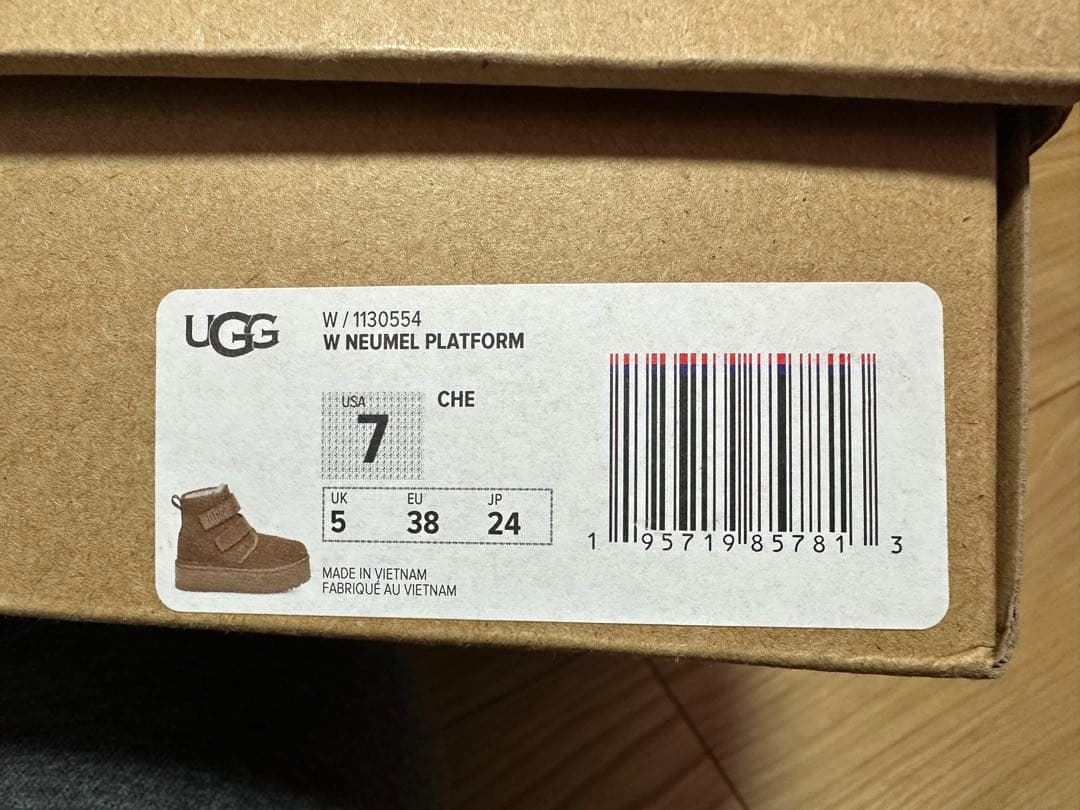 UGG
W / 1130554
W NEUMEL PLATFORM
USA
7
CHE
UK EU JP
5 38 24
MADE IN VIETNAM
FABRIQUÉ AU VIETNAM
1 95719 85781 3